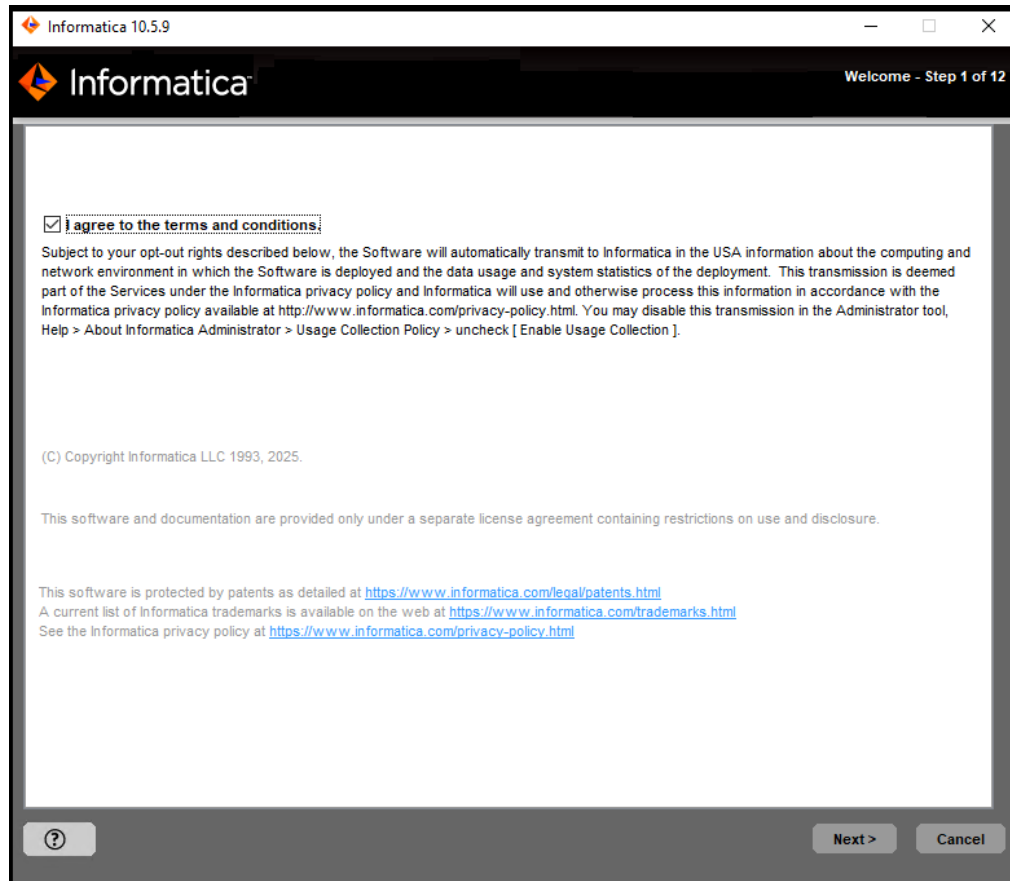 Informatica 10.5.9
Informatica
Welcome - Step 1 of 12
I agree to the terms and conditions.
Subject to your opt-out rights described below, the Software will automatically transmit to Informatica in the USA information about the computing and
network environment in which the Software is deployed and the data usage and system statistics of the deployment. This transmission is deemed
part of the Services under the Informatica privacy policy and Informatica will use and otherwise process this information in accordance with the
Informatica privacy policy available at http://www.informatica.com/privacy-policy.html. You may disable this transmission in the Administrator tool,
Help > About Informatica Administrator > Usage Collection Policy > uncheck [ Enable Usage Collection ].
(C) Copyright Informatica LLC 1993, 2025.
This software and documentation are provided only under a separate license agreement containing restrictions on use and disclosure.
This software is protected by patents as detailed at https://www.informatica.com/legal/patents.html
A current list of Informatica trademarks is available on the web at https://www.informatica.com/trademarks.html
See the Informatica privacy policy at https://www.informatica.com/privacy-policy.html
?
Next >
Cancel